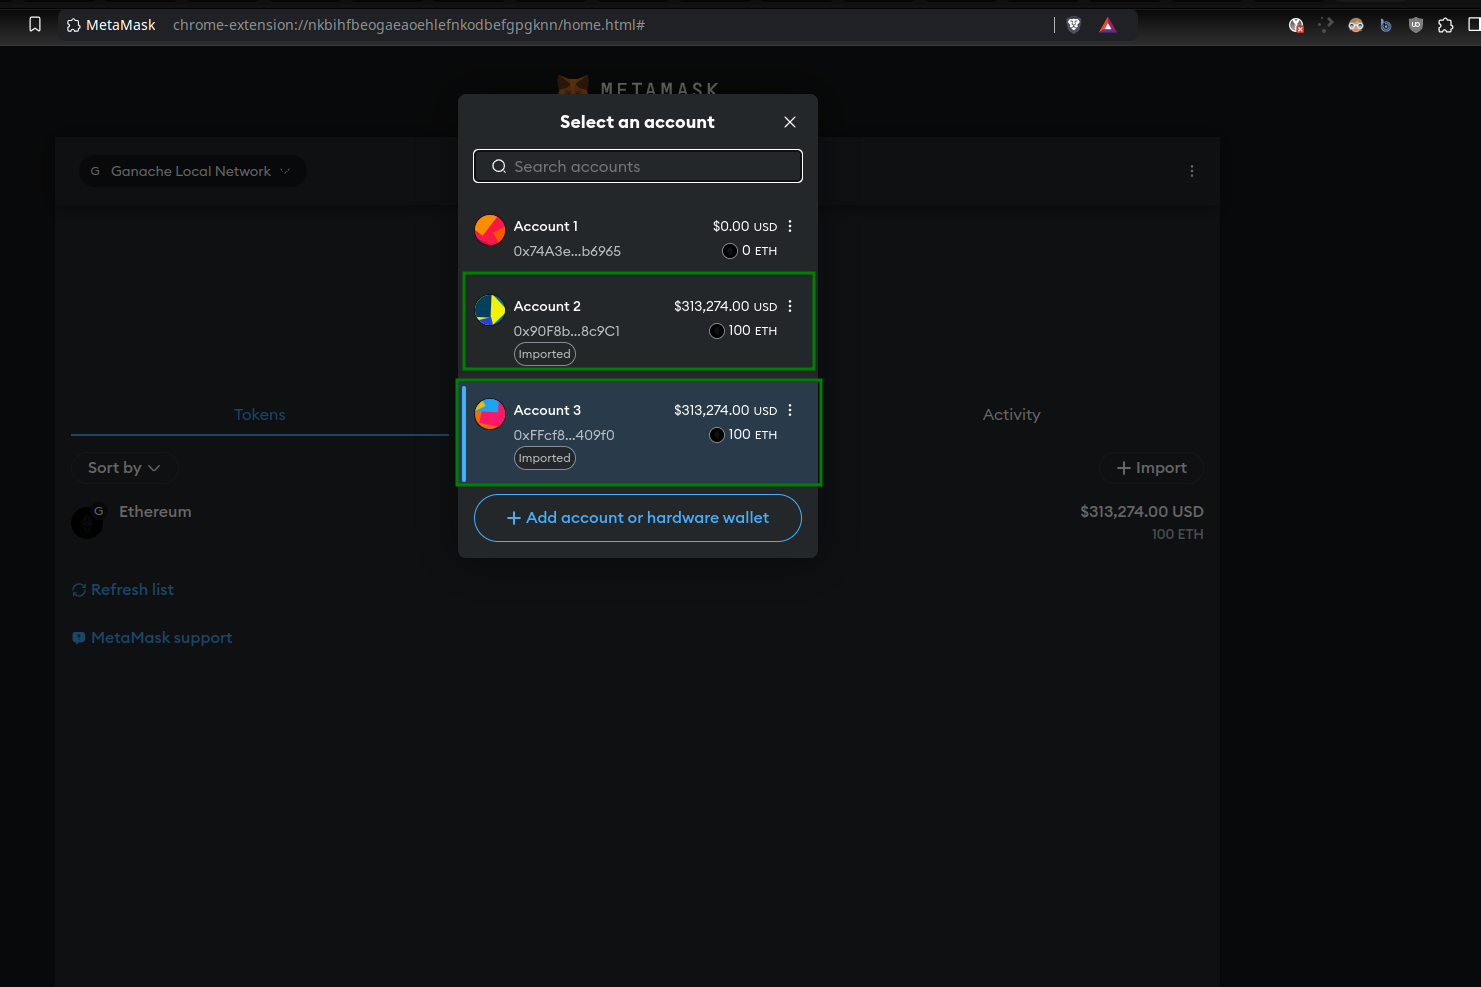 MetaMask chrome-extension://nkbihfbeogaeaoehlefnkodbefgpgknn/home.html#
METAMASK
Select an account
Search accounts
G Ganache Local Network
Account 1 $0.00 USD
0x74A3e...b6965 0 ETH
Account 2 $313,274.00 USD
0x90F8b...8c9C1 100 ETH
Imported
Account 3 $313,274.00 USD
0xFFcf8...409f0 100 ETH
Imported
Tokens Activity
Sort by + Import
G Ethereum $313,274.00 USD
100 ETH
+ Add account or hardware wallet
Refresh list
MetaMask support